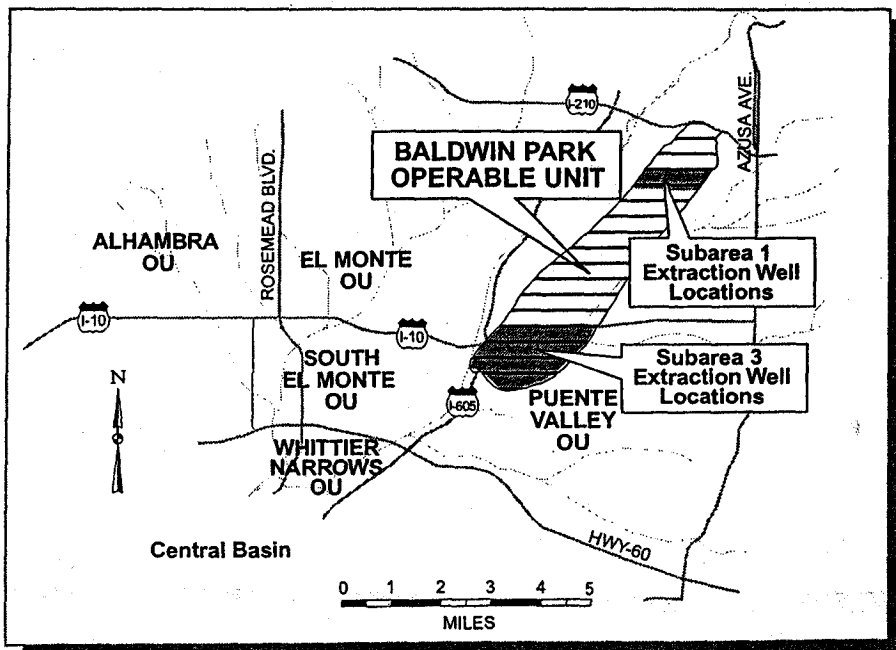 I-210
AZUSA AVE.
BALDWIN PARK
OPERABLE UNIT
ROSEMEAD BLVD.
ALHAMBRA
OU
EL MONTE
OU
Subarea 1
Extraction Well
Locations
I-10
I-10
SOUTH
EL MONTE
OU
Subarea 3
Extraction Well
Locations
N
I-605
PUENTE
VALLEY
OU
WHITTIER
NARROWS
OU
Central Basin
HWY-60
0 1 2 3 4 5
MILES